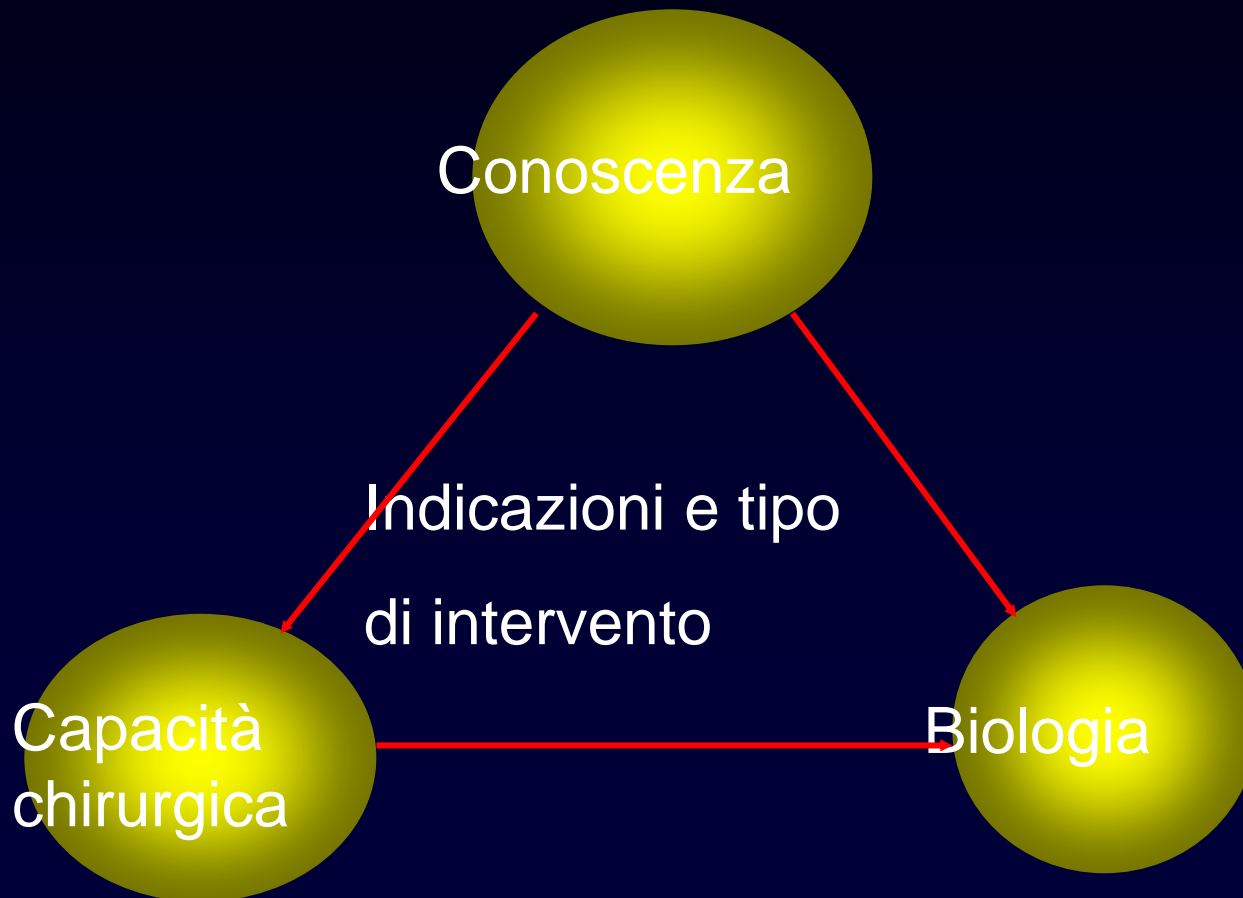 Conoscenza
Indicazioni e tipo
di intervento
Capacità
chirurgica
Biologia